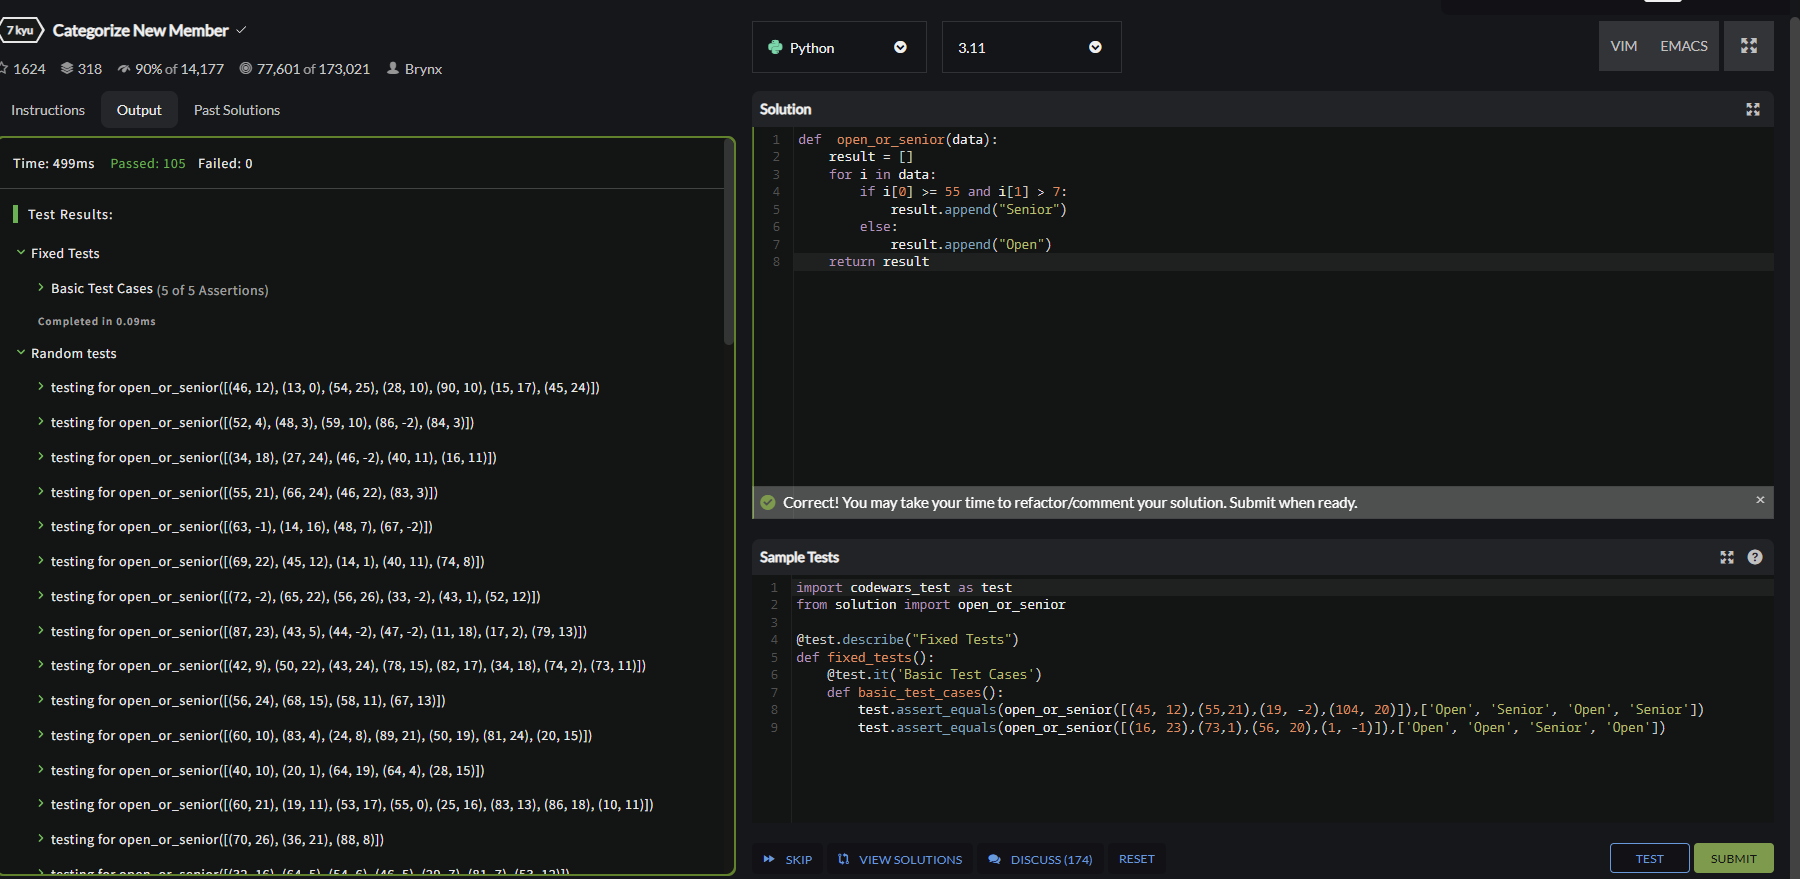 7 kyu Categorize New Member
1624 318 90% of 14,177 77,601 of 173,021 Brynx
Instructions Output Past Solutions
Time: 499ms Passed: 105 Failed: 0
Test Results:
Fixed Tests
Basic Test Cases (5 of 5 Assertions)
Completed in 0.09ms
Random tests
testing for open_or_senior([(46, 12), (13, 0), (54, 25), (28, 10), (90, 10), (15, 17), (45, 24)])
testing for open_or_senior([(52, 4), (48, 3), (59, 10), (86, -2), (84, 3)])
testing for open_or_senior([(34, 18), (27, 24), (46, -2), (40, 11), (16, 11)])
testing for open_or_senior([(55, 21), (66, 24), (46, 22), (83, 3)])
testing for open_or_senior([(63, -1), (14, 16), (48, 7), (67, -2)])
testing for open_or_senior([(69, 22), (45, 12), (14, 1), (40, 11), (74, 8)])
testing for open_or_senior([(72, -2), (65, 22), (56, 26), (33, -2), (43, 1), (52, 12)])
testing for open_or_senior([(87, 23), (43, 5), (44, -2), (47, -2), (11, 18), (17, 2), (79, 13)])
testing for open_or_senior([(42, 9), (50, 22), (43, 24), (78, 15), (82, 17), (34, 18), (74, 2), (73, 11)])
testing for open_or_senior([(56, 24), (68, 15), (58, 11), (67, 13)])
testing for open_or_senior([(60, 10), (83, 4), (24, 8), (89, 21), (50, 19), (81, 24), (20, 15)])
testing for open_or_senior([(40, 10), (20, 1), (64, 19), (64, 4), (28, 15)])
testing for open_or_senior([(60, 21), (19, 11), (53, 17), (55, 0), (25, 16), (83, 13), (86, 18), (10, 11)])
testing for open_or_senior([(70, 26), (36, 21), (88, 8)])
Python 3.11 VIM EMACS
Solution
1 def  open_or_senior(data):
2     result = []
3     for i in data:
4         if i[0] >= 55 and i[1] > 7:
5             result.append("Senior")
6         else:
7             result.append("Open")
8     return result
Correct! You may take your time to refactor/comment your solution. Submit when ready. ×
Sample Tests ?
1 import codewars_test as test
2 from solution import open_or_senior
3
4 @test.describe("Fixed Tests")
5 def fixed_tests():
6     @test.it('Basic Test Cases')
7     def basic_test_cases():
8         test.assert_equals(open_or_senior([(45, 12),(55,21),(19, -2),(104, 20)]),['Open', 'Senior', 'Open', 'Senior'])
9         test.assert_equals(open_or_senior([(16, 23),(73,1),(56, 20),(1, -1)]),['Open', 'Open', 'Senior', 'Open'])
SKIP VIEW SOLUTIONS DISCUSS (174) RESET TEST SUBMIT